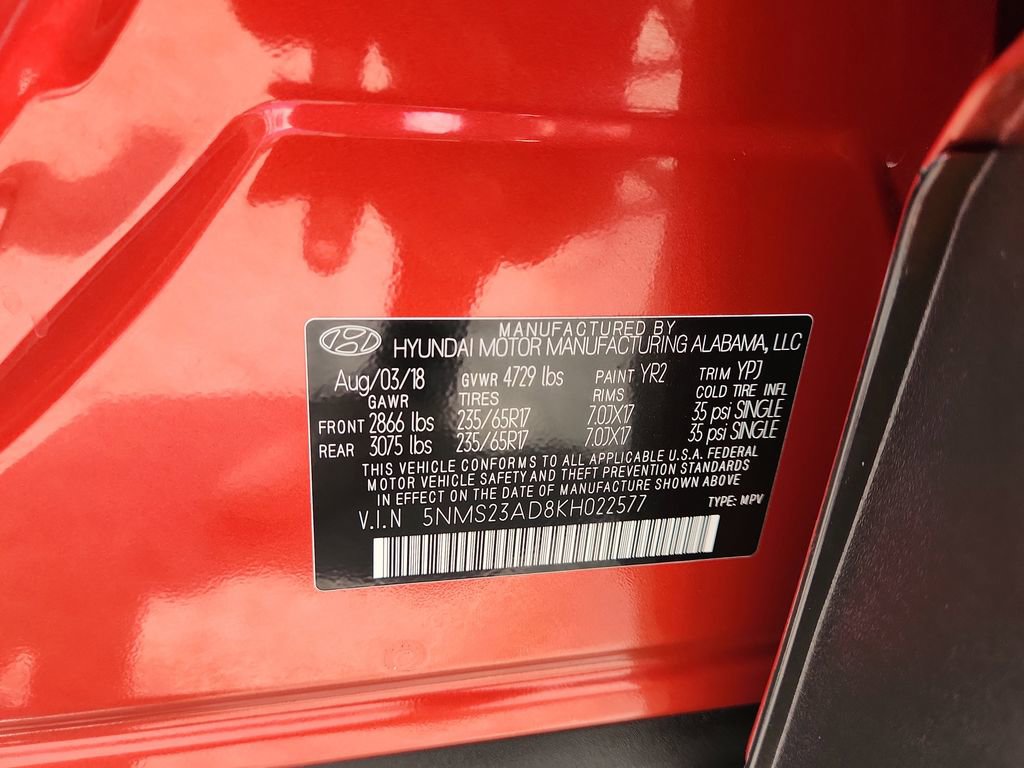 MANUFACTURED BY
HYUNDAI MOTOR MANUFACTURING ALABAMA, LLC
Aug/03/18 GVWR 4729 lbs PAINT YR2 TRIM YPJ
GAWR TIRES RIMS COLD TIRE INFL
FRONT 2866 lbs 235/65R17 7.0JX17 35 psi SINGLE
REAR 3075 lbs 235/65R17 7.0JX17 35 psi SINGLE
THIS VEHICLE CONFORMS TO ALL APPLICABLE U.S.A. FEDERAL
MOTOR VEHICLE SAFETY AND THEFT PREVENTION STANDARDS
IN EFFECT ON THE DATE OF MANUFACTURE SHOWN ABOVE
V.I.N 5NMS23AD8KH022577 TYPE: MPV